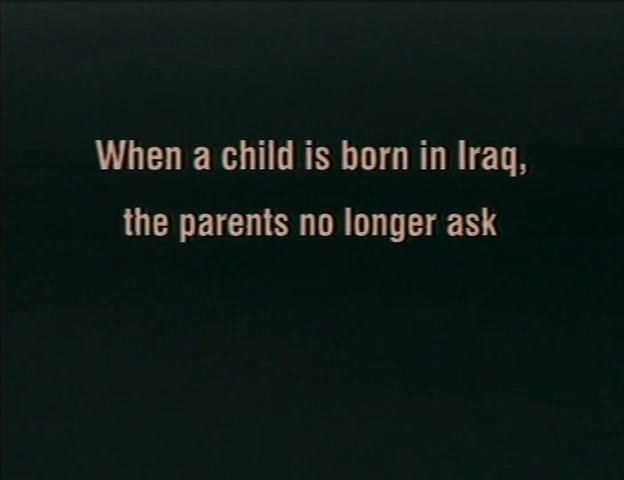 When a child is born in Iraq,
the parents no longer ask